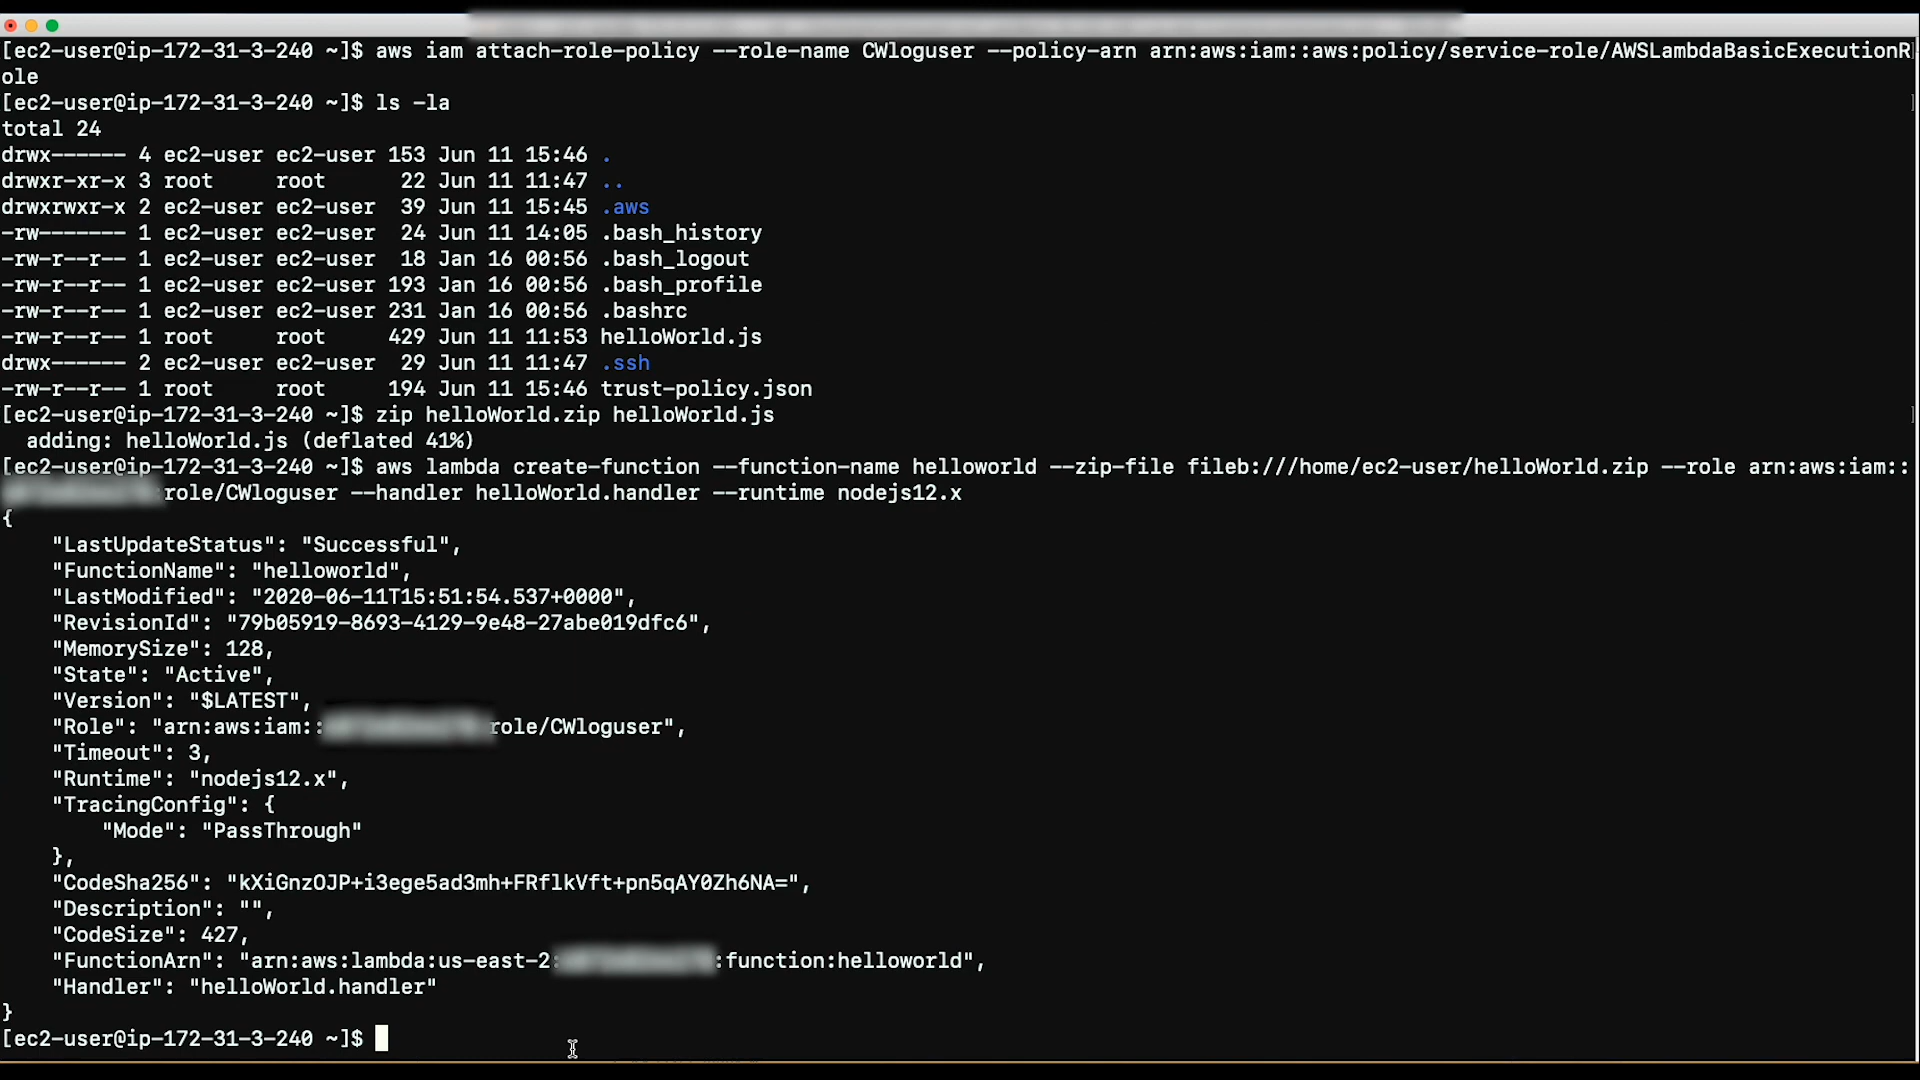 [ec2-user@ip-172-31-3-240 ~]$ aws iam attach-role-policy --role-name CWloguser --policy-arn arn:aws:iam::aws:policy/service-role/AWSLambdaBasicExecutionR
ole
[ec2-user@ip-172-31-3-240 ~]$ ls -la
total 24
drwx------ 4 ec2-user ec2-user 153 Jun 11 15:46 .
drwxr-xr-x 3 root     root      22 Jun 11 11:47 ..
drwxrwxr-x 2 ec2-user ec2-user  39 Jun 11 15:45 .aws
-rw------- 1 ec2-user ec2-user  24 Jun 11 14:05 .bash_history
-rw-r--r-- 1 ec2-user ec2-user  18 Jan 16 00:56 .bash_logout
-rw-r--r-- 1 ec2-user ec2-user 193 Jan 16 00:56 .bash_profile
-rw-r--r-- 1 ec2-user ec2-user 231 Jan 16 00:56 .bashrc
-rw-r--r-- 1 root     root     429 Jun 11 11:53 helloWorld.js
drwx------ 2 ec2-user ec2-user  29 Jun 11 11:47 .ssh
-rw-r--r-- 1 root     root     194 Jun 11 15:46 trust-policy.json
[ec2-user@ip-172-31-3-240 ~]$ zip helloWorld.zip helloWorld.js
  adding: helloWorld.js (deflated 41%)
[ec2-user@ip-172-31-3-240 ~]$ aws lambda create-function --function-name helloworld --zip-file fileb:///home/ec2-user/helloWorld.zip --role arn:aws:iam::
role/CWloguser --handler helloWorld.handler --runtime nodejs12.x
{
    "LastUpdateStatus": "Successful",
    "FunctionName": "helloworld",
    "LastModified": "2020-06-11T15:51:54.537+0000",
    "RevisionId": "79b05919-8693-4129-9e48-27abe019dfc6",
    "MemorySize": 128,
    "State": "Active",
    "Version": "$LATEST",
    "Role": "arn:aws:iam::role/CWloguser",
    "Timeout": 3,
    "Runtime": "nodejs12.x",
    "TracingConfig": {
        "Mode": "PassThrough"
    },
    "CodeSha256": "kXiGnzOJP+i3ege5ad3mh+FRflkVft+pn5qAY0Zh6NA=",
    "Description": "",
    "CodeSize": 427,
    "FunctionArn": "arn:aws:lambda:us-east-2::function:helloworld",
    "Handler": "helloWorld.handler"
}
[ec2-user@ip-172-31-3-240 ~]$